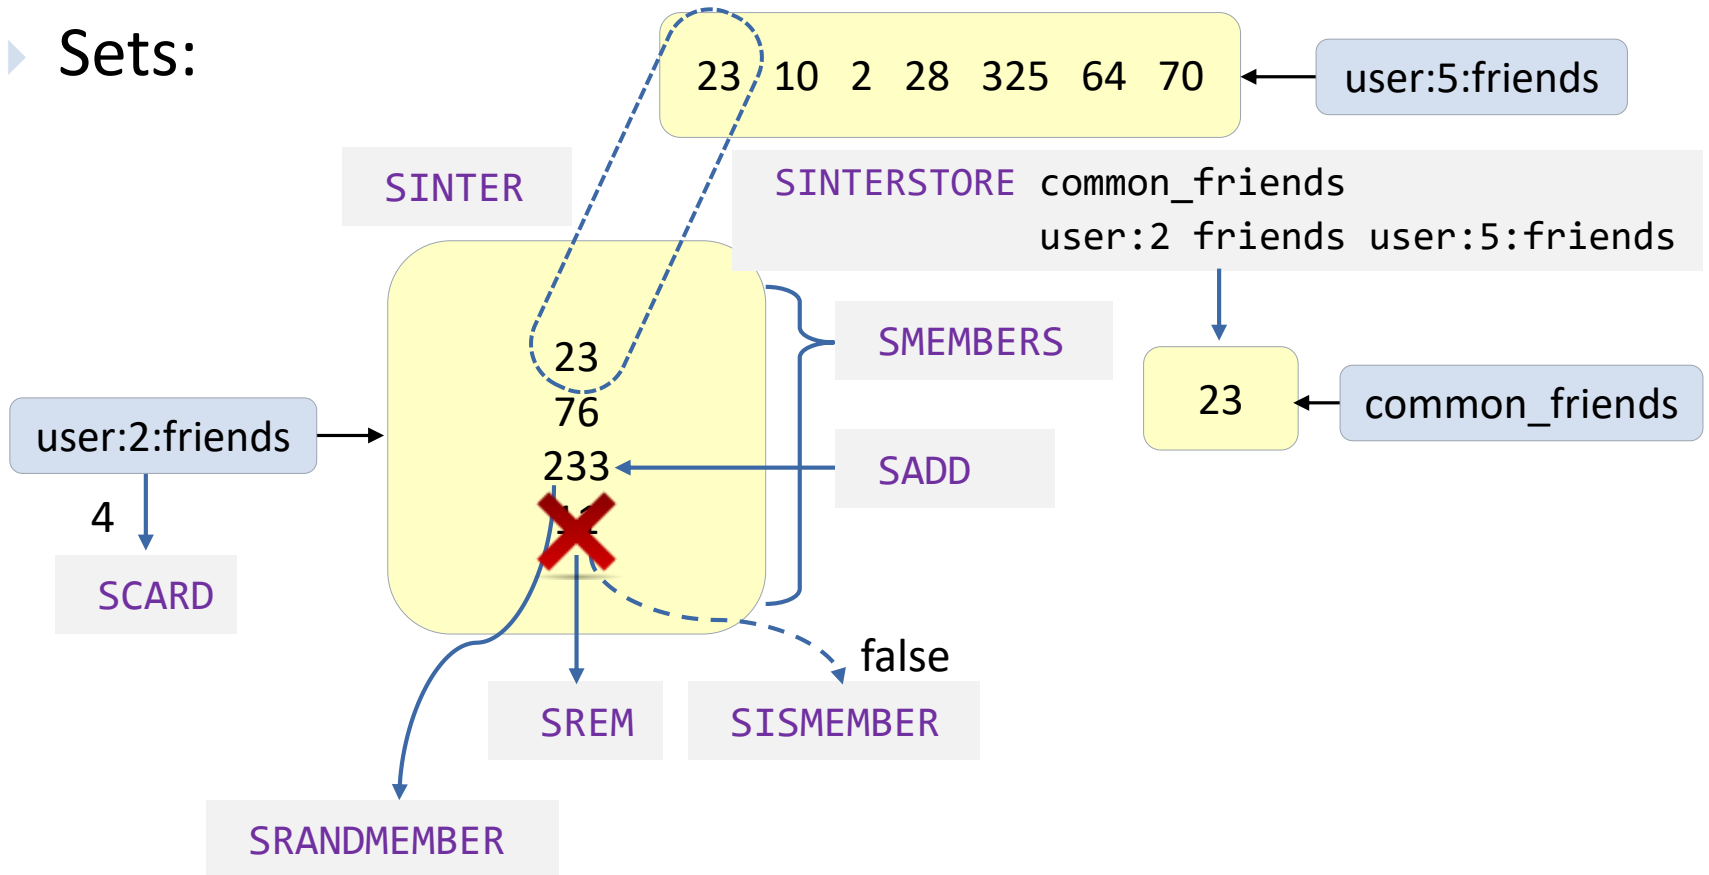 Sets:
23 10 2 28 325 64 70
user:5:friends
SINTER
SINTERSTORE common_friends
user:2 friends user:5:friends
SMEMBERS
23
76
233
user:2:friends
4
SCARD
SADD
23
common_friends
false
SREM
SISMEMBER
SRANDMEMBER